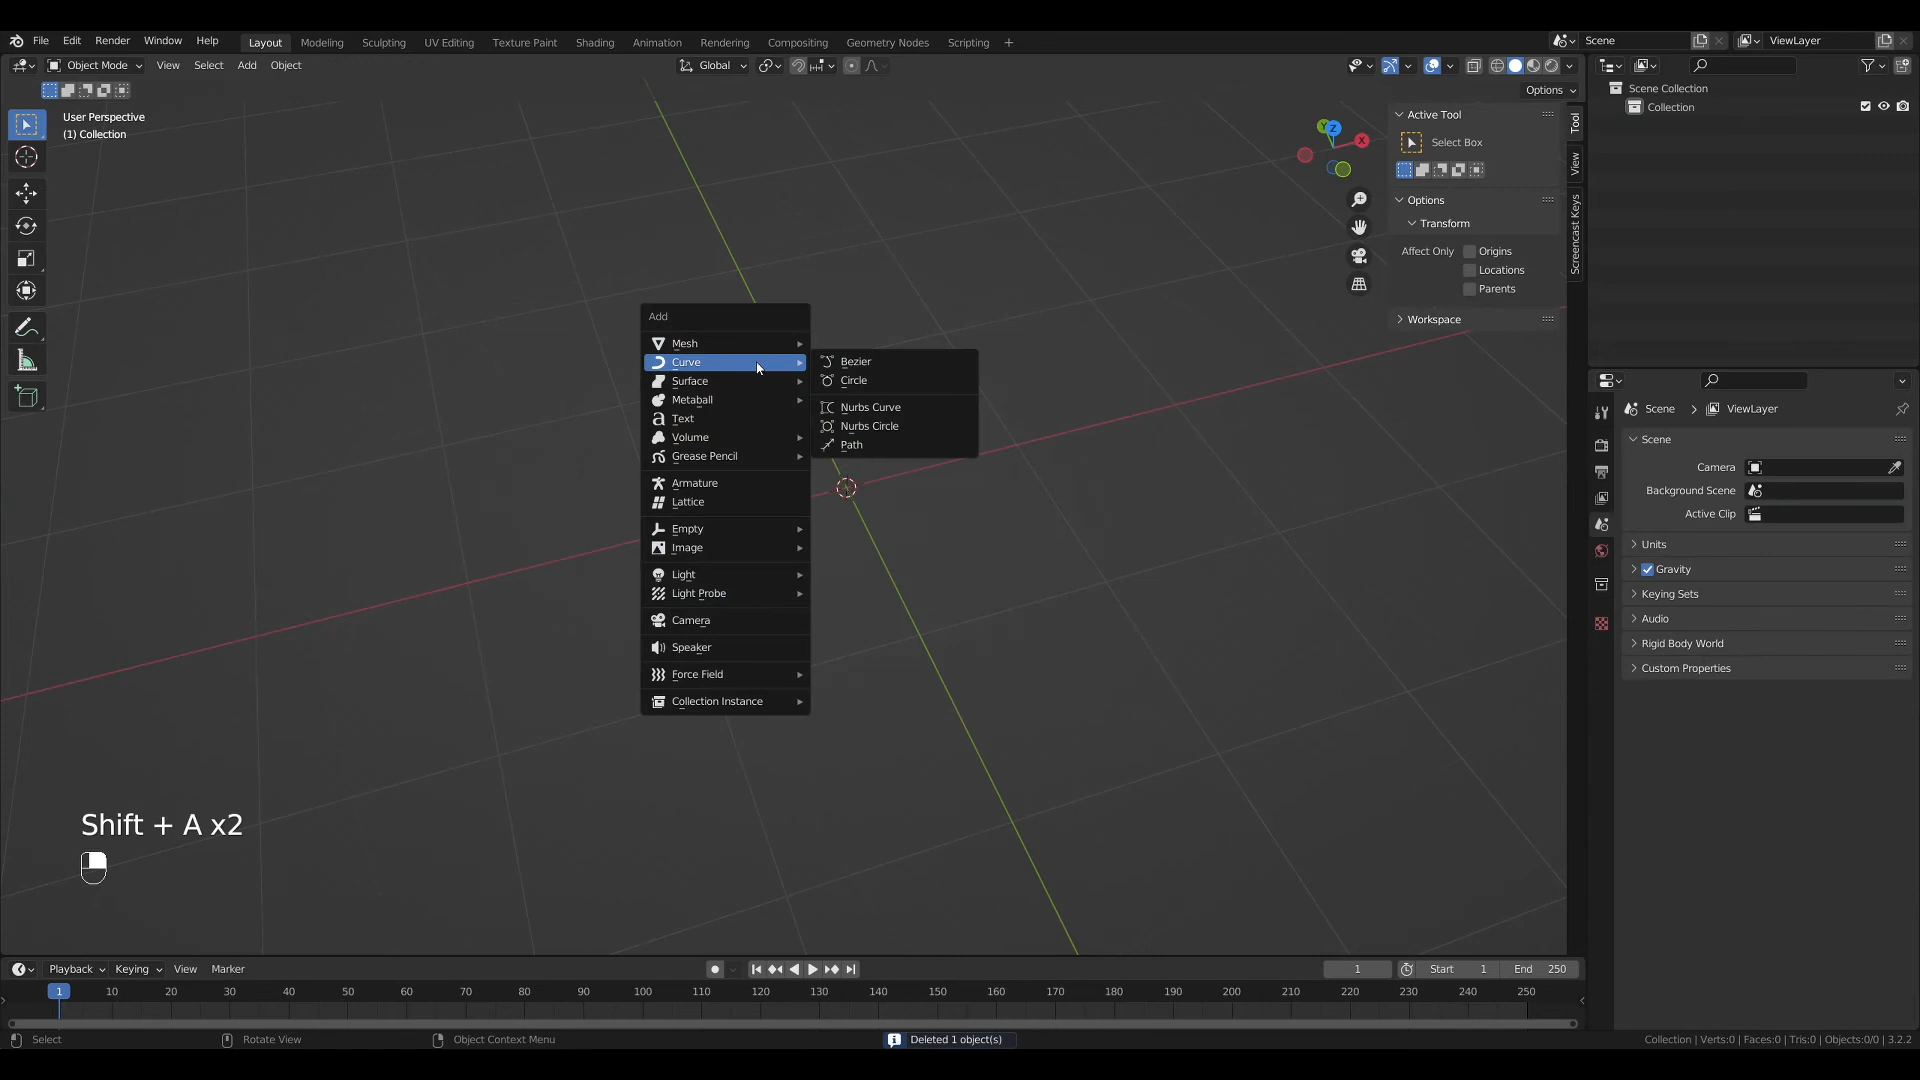 File Edit Render Window Help Layout Modeling Sculpting UV Editing Texture Paint Shading Animation Rendering Compositing Geometry Nodes Scripting + Scene ViewLayer
Object Mode View Select Add Object Global
Options
User Perspective
(1) Collection
Y Z X
Active Tool
Select Box
Options
Transform
Affect Only Origins
Locations
Parents
Workspace
Tool
View
Screencast Keys
Scene Collection
Collection
Add
Mesh
Curve
Surface
Metaball
Text
Volume
Grease Pencil
Armature
Lattice
Empty
Image
Light
Light Probe
Camera
Speaker
Force Field
Collection Instance
Bezier
Circle
Nurbs Curve
Nurbs Circle
Path
Scene ViewLayer
Scene
Camera
Background Scene
Active Clip
Units
Gravity
Keying Sets
Audio
Rigid Body World
Custom Properties
Shift + A x2
Playback Keying View Marker 1 Start 1 End 250
1 10 20 30 40 50 60 70 80 90 100 110 120 130 140 150 160 170 180 190 200 210 220 230 240 250
Select Rotate View Object Context Menu Deleted 1 object(s) Collection | Verts:0 | Faces:0 | Tris:0 | Objects:0/0 | 3.2.2